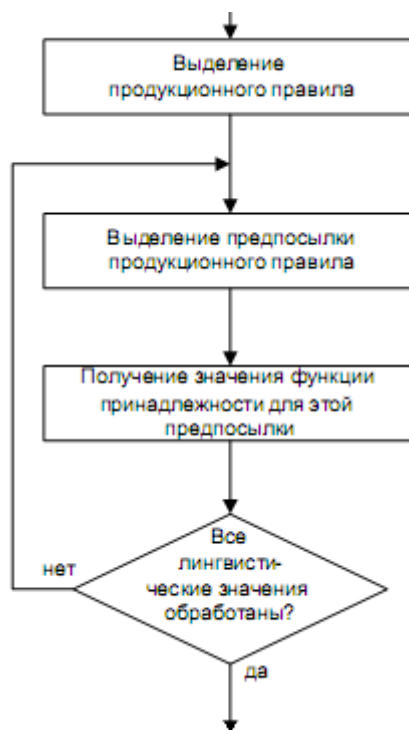 Выделение
продукционного правила
Выделение предпосылки
продукционного правила
Получение значения функции
принадлежности для этой
предпосылки
Все
лингвисти-
ческие значения
обработаны?
нет
да